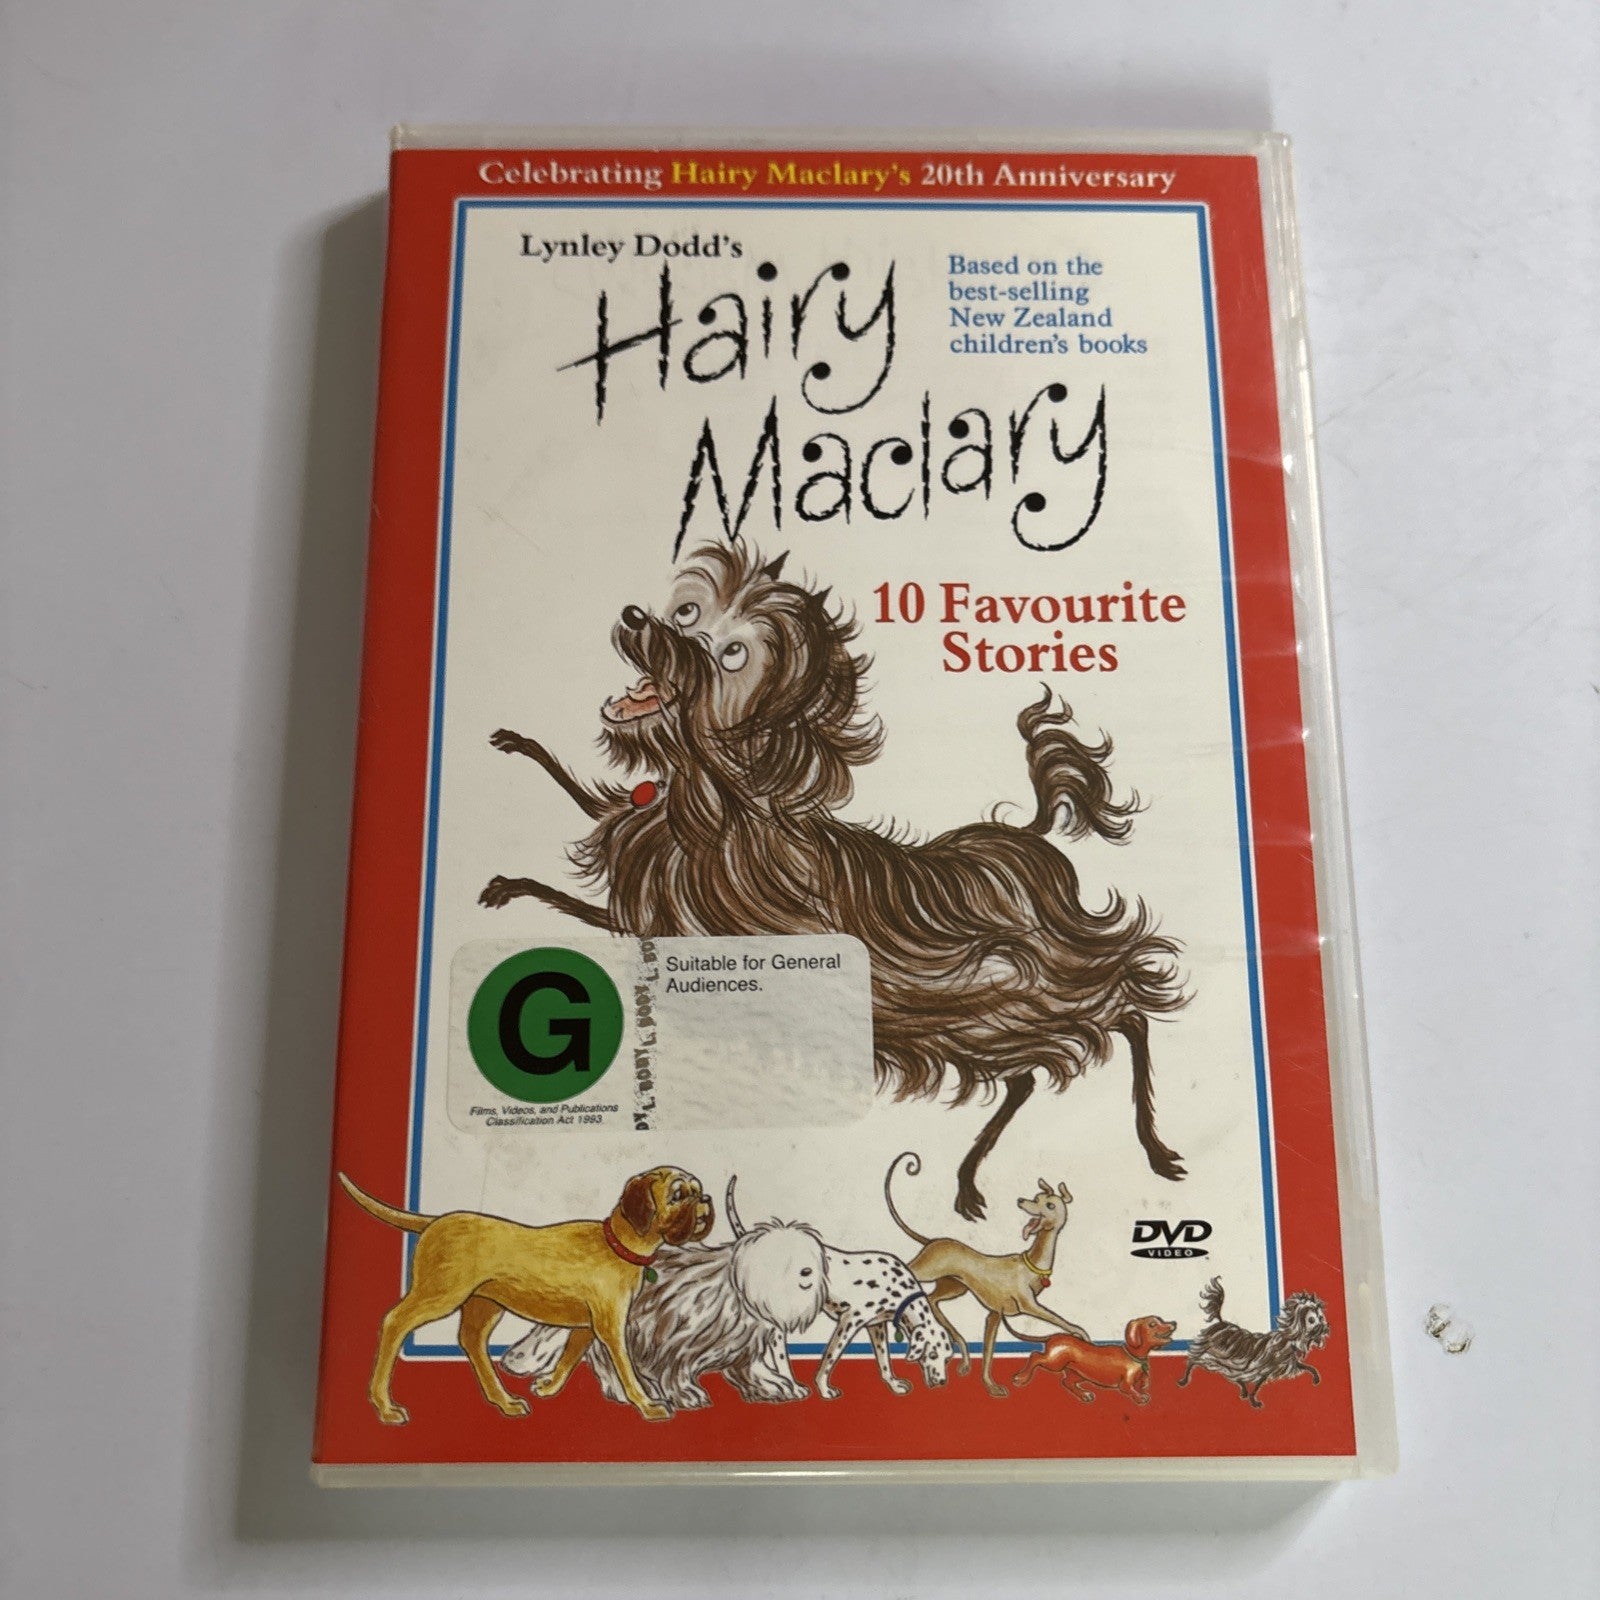 Celebrating Hairy Maclary's 20th Anniversary
Lynley Dodd's
Hairy
Maclary
Based on the
best-selling
New Zealand
children's books
10 Favourite
Stories
G
Suitable for General
Audiences.
Films, Videos, and Publications
Classification Act 1993
DVD
VIDEO